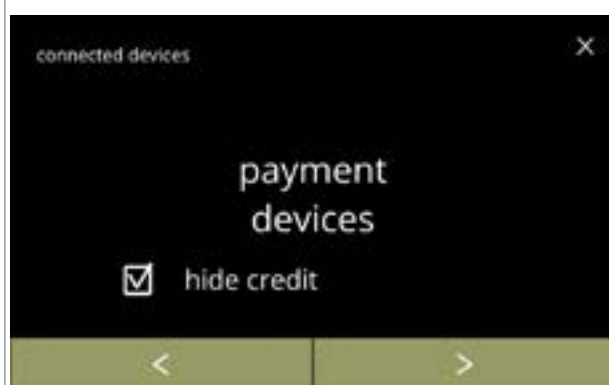 connected devices
X
payment
devices
hide credit
< >